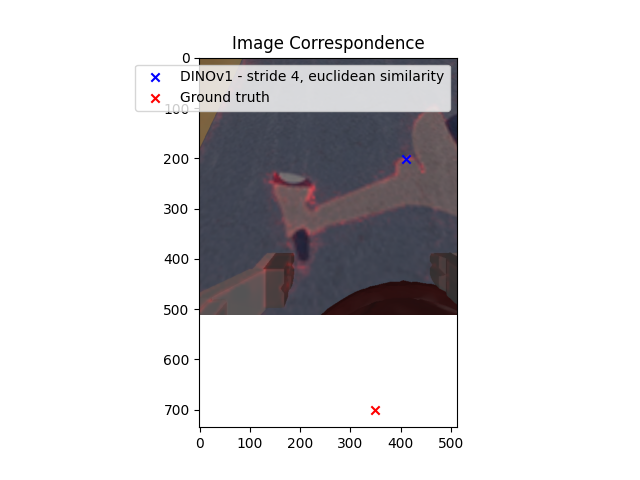 Image Correspondence
DINOv1 - stride 4, euclidean similarity
Ground truth
0
100
200
300
400
500
600
700
0 100 200 300 400 500